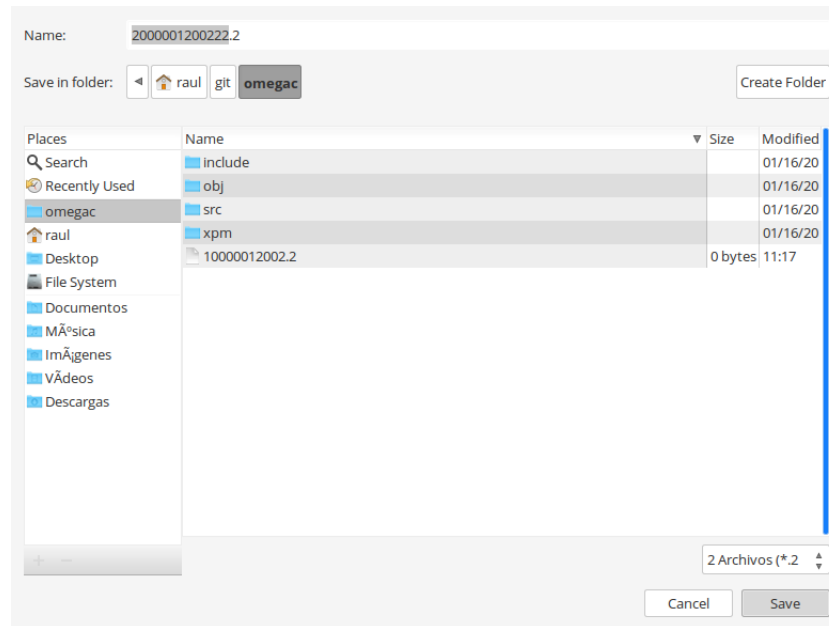 Name: 2000001200222.2
Save in folder: raul git omegac Create Folder
Places Name Size Modified
Search include 01/16/20
Recently Used obj 01/16/20
omegac src 01/16/20
raul xpm 01/16/20
Desktop 10000012002.2 0 bytes 11:17
File System
Documentos
MÃºsica
ImÃ¡genes
VÃdeos
Descargas
2 Archivos (*.2
Cancel Save